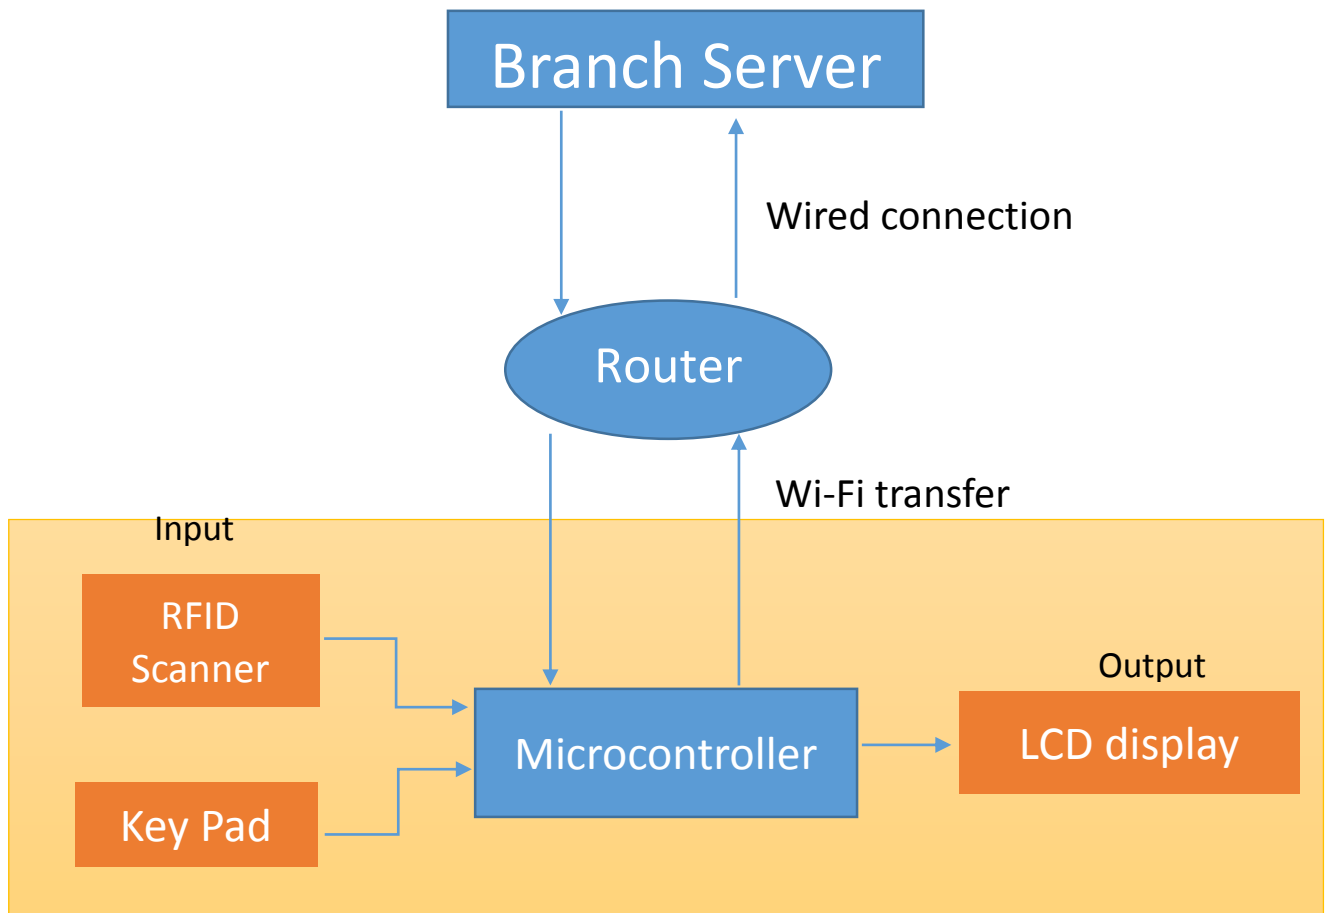 Branch Server
Wired connection
Router
Wi-Fi transfer
Input
RFID
Scanner
Output
Microcontroller
LCD display
Key Pad